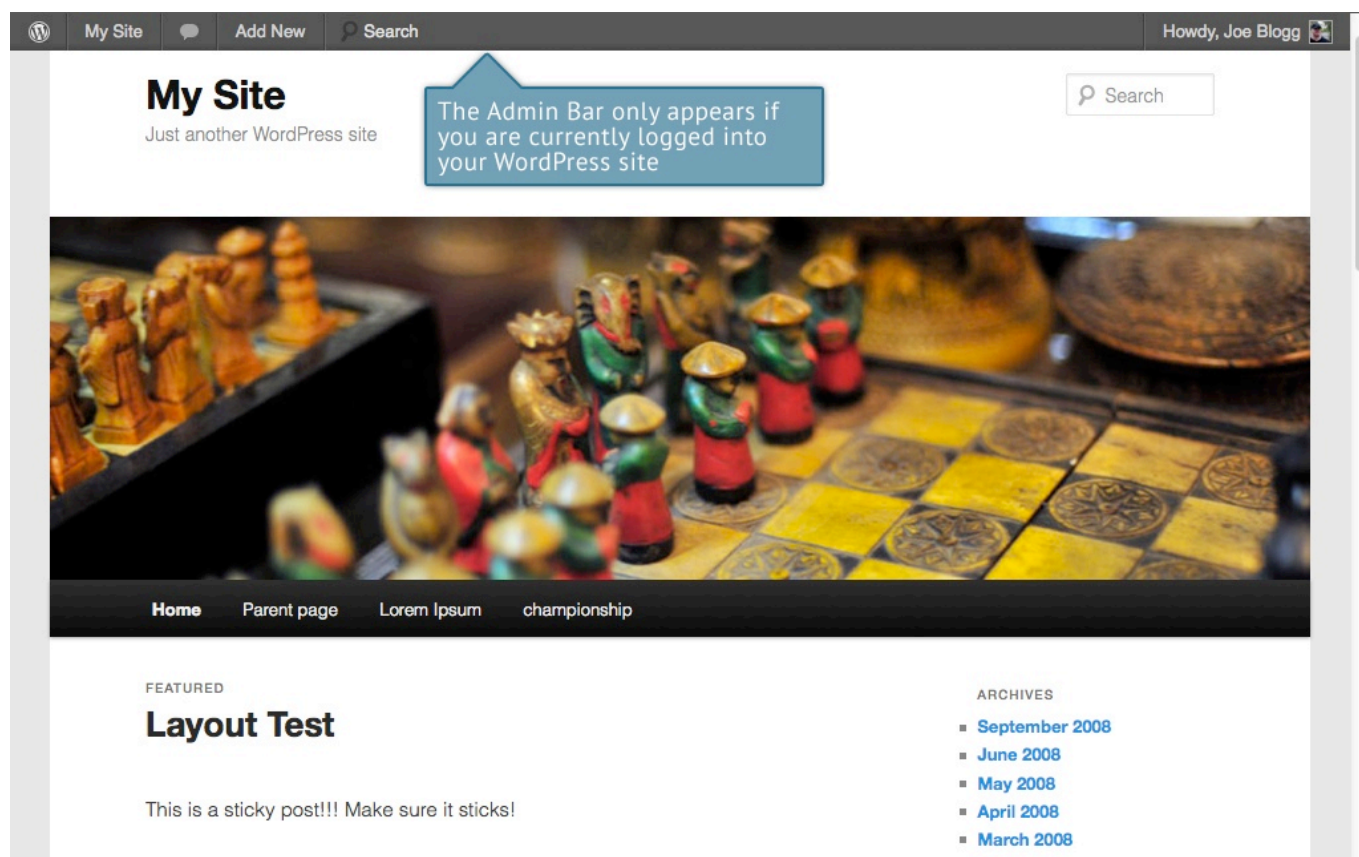 My Site Add New Search Howdy, Joe Blogg
My Site
Just another WordPress site
Search
The Admin Bar only appears if
you are currently logged into
your WordPress site
Home Parent page Lorem Ipsum championship
FEATURED
Layout Test
This is a sticky post!!! Make sure it sticks!
ARCHIVES
September 2008
June 2008
May 2008
April 2008
March 2008